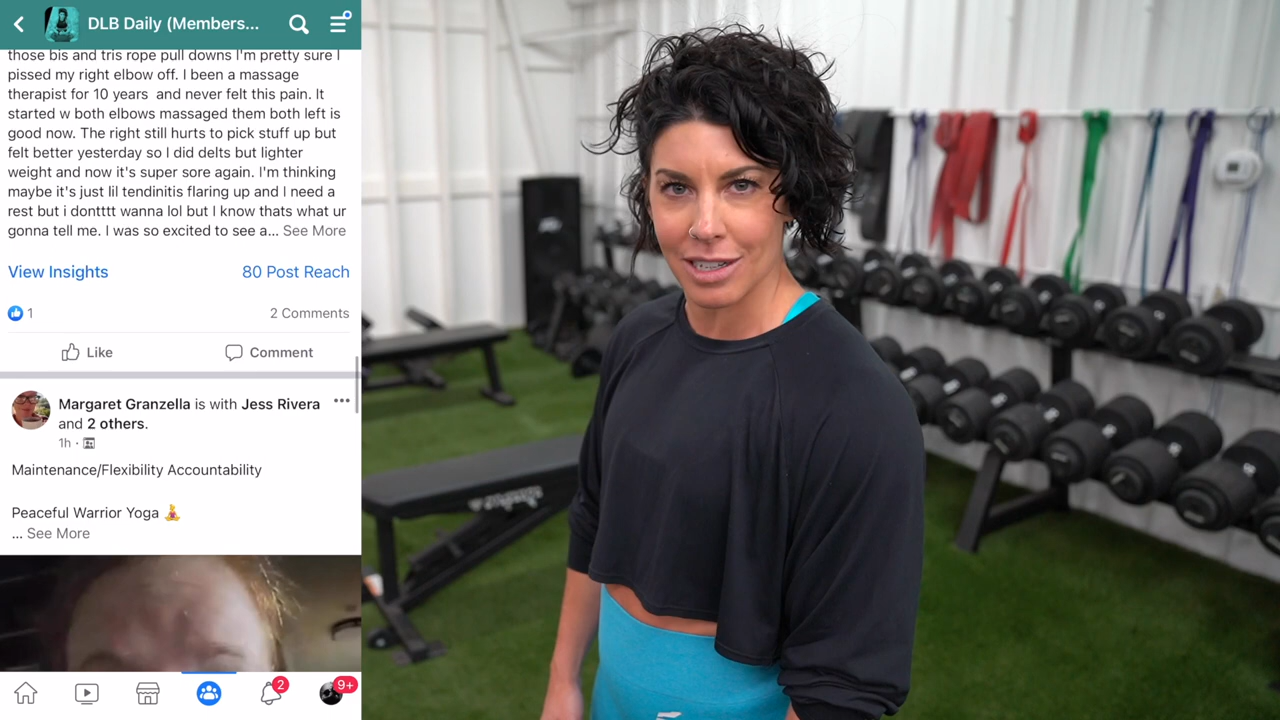 DLB Daily (Members...
those bis and tris rope pull downs I'm pretty sure I
pissed my right elbow off. I been a massage
therapist for 10 years and never felt this pain. It
started w both elbows massaged them both left is
good now. The right still hurts to pick stuff up but
felt better yesterday so I did delts but lighter
weight and now it's super sore again. I'm thinking
maybe it's just lil tendinitis flaring up and I need a
rest but i dontttt wanna lol but I know thats what ur
gonna tell me. I was so excited to see a... See More
View Insights 80 Post Reach
1 2 Comments
Like Comment
Margaret Granzella is with Jess Rivera
and 2 others.
1h ·
Maintenance/Flexibility Accountability
Peaceful Warrior Yoga 🧘
... See More
2 9+